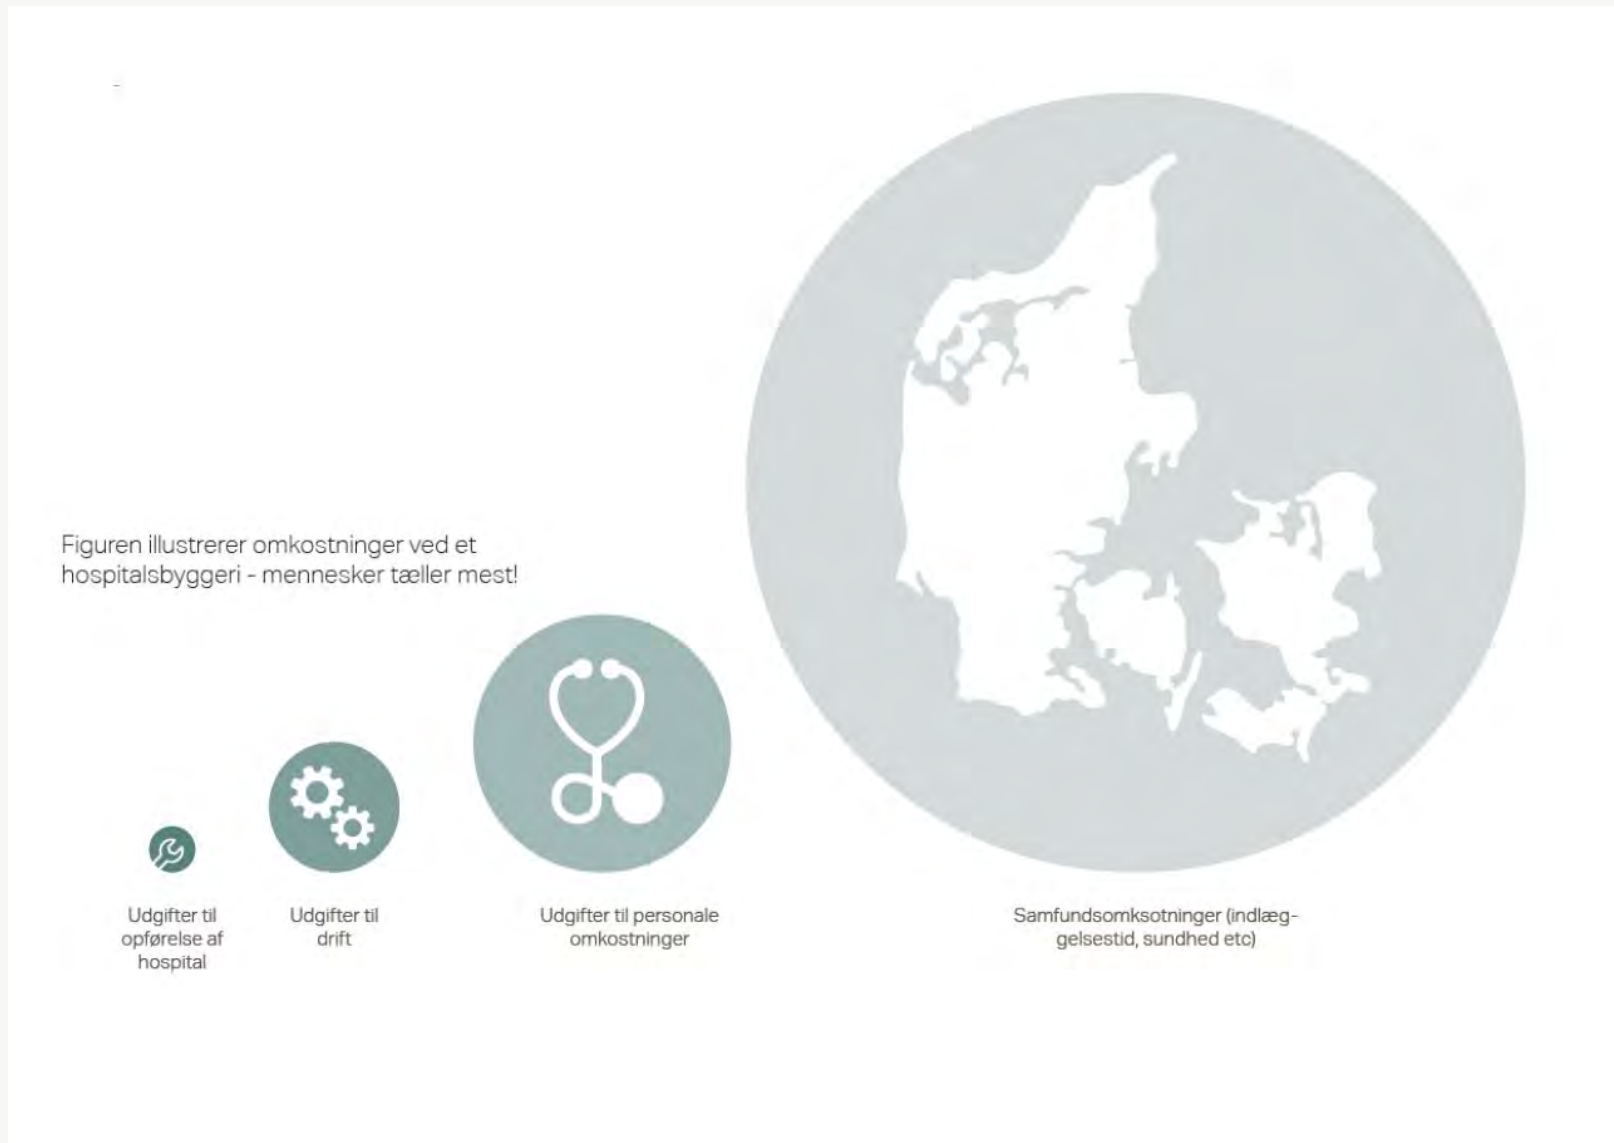 Figuren illustrerer omkostninger ved et
hospitalsbyggeri - mennesker tæller mest!
Udgifter til
opførelse af
hospital
Udgifter til
drift
Udgifter til personale
omkostninger
Samfundsomksotninger (indlæg-
gelsestid, sundhed etc)